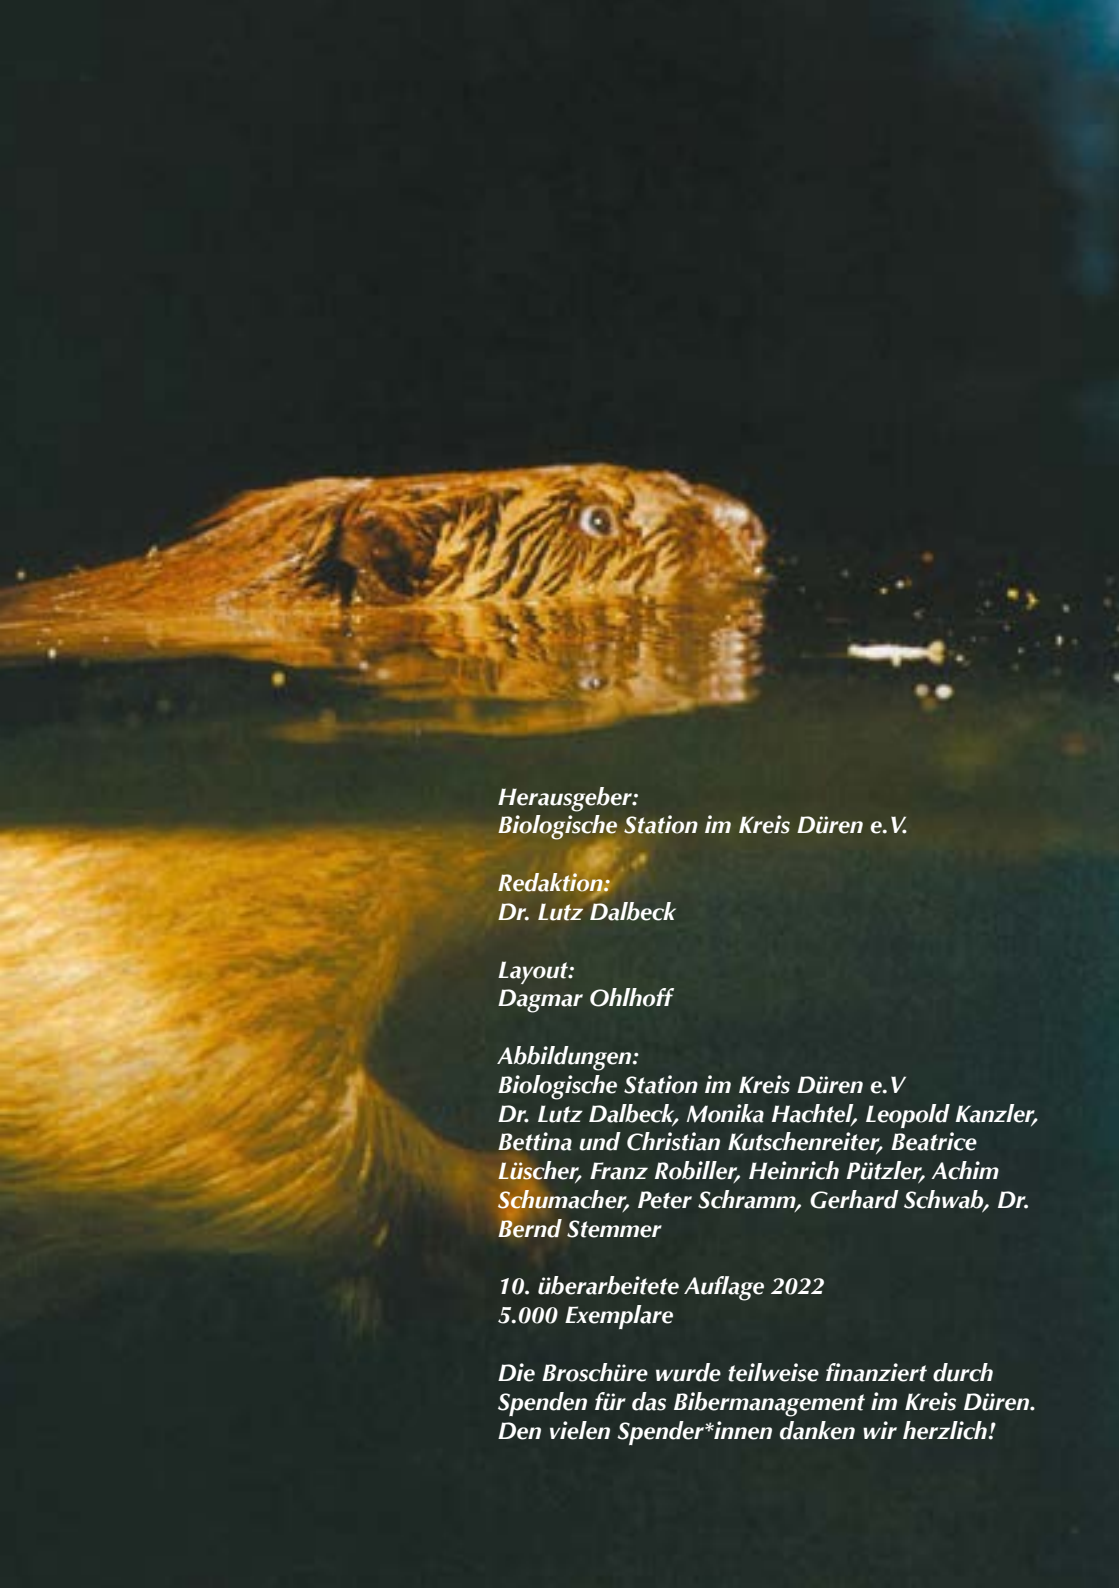 Herausgeber:
Biologische Station im Kreis Düren e.V.
Redaktion:
Dr. Lutz Dalbeck
Layout:
Dagmar Ohlhoff
Abbildungen:
Biologische Station im Kreis Düren e.V
Dr. Lutz Dalbeck, Monika Hachtel, Leopold Kanzler,
Bettina und Christian Kutschenreiter, Beatrice
Lüscher, Franz Robiller, Heinrich Pützler, Achim
Schumacher, Peter Schramm, Gerhard Schwab, Dr.
Bernd Stemmer
10. überarbeitete Auflage 2022
5.000 Exemplare
Die Broschüre wurde teilweise finanziert durch
Spenden für das Bibermanagement im Kreis Düren.
Den vielen Spender*innen danken wir herzlich!